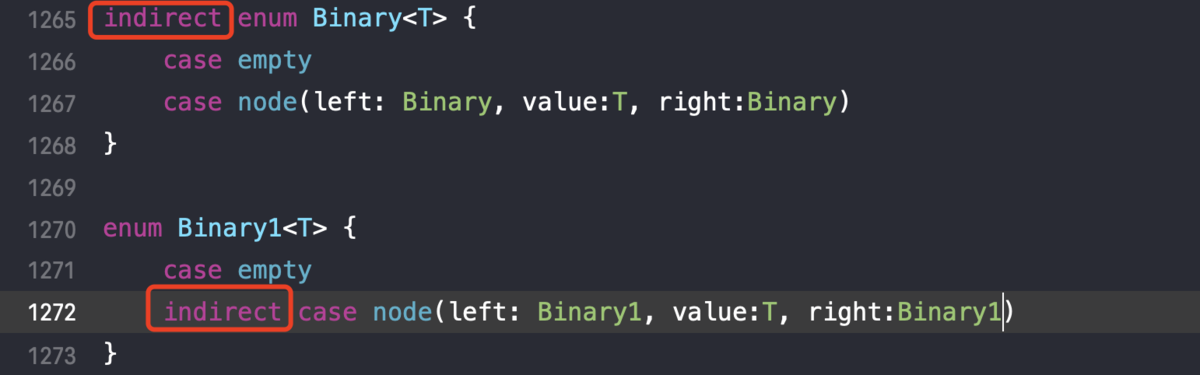 1265 indirect enum Binary<T> {
1266 case empty
1267 case node(left: Binary, value:T, right:Binary)
1268 }
1269
1270 enum Binary1<T> {
1271 case empty
1272 indirect case node(left: Binary1, value:T, right:Binary1)
1273 }